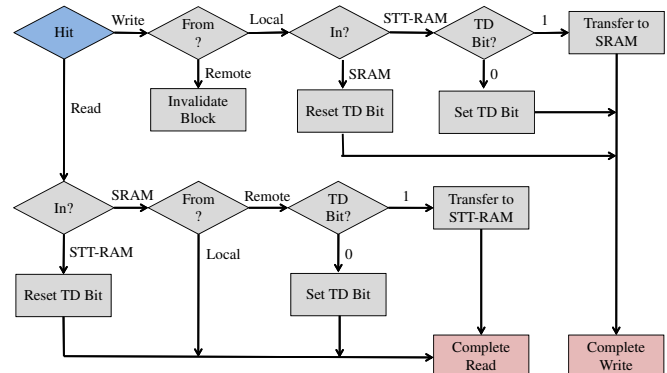 Hit
Write
From
?
Local
In?
STT-RAM
TD
Bit?
1
Transfer to
SRAM
Remote
SRAM
0
Invalidate
Block
Reset TD Bit
Set TD Bit
Read
In?
SRAM
From
?
Remote
TD
Bit?
1
Transfer to
STT-RAM
STT-RAM
Local
0
Reset TD Bit
Set TD Bit
Complete
Read
Complete
Write